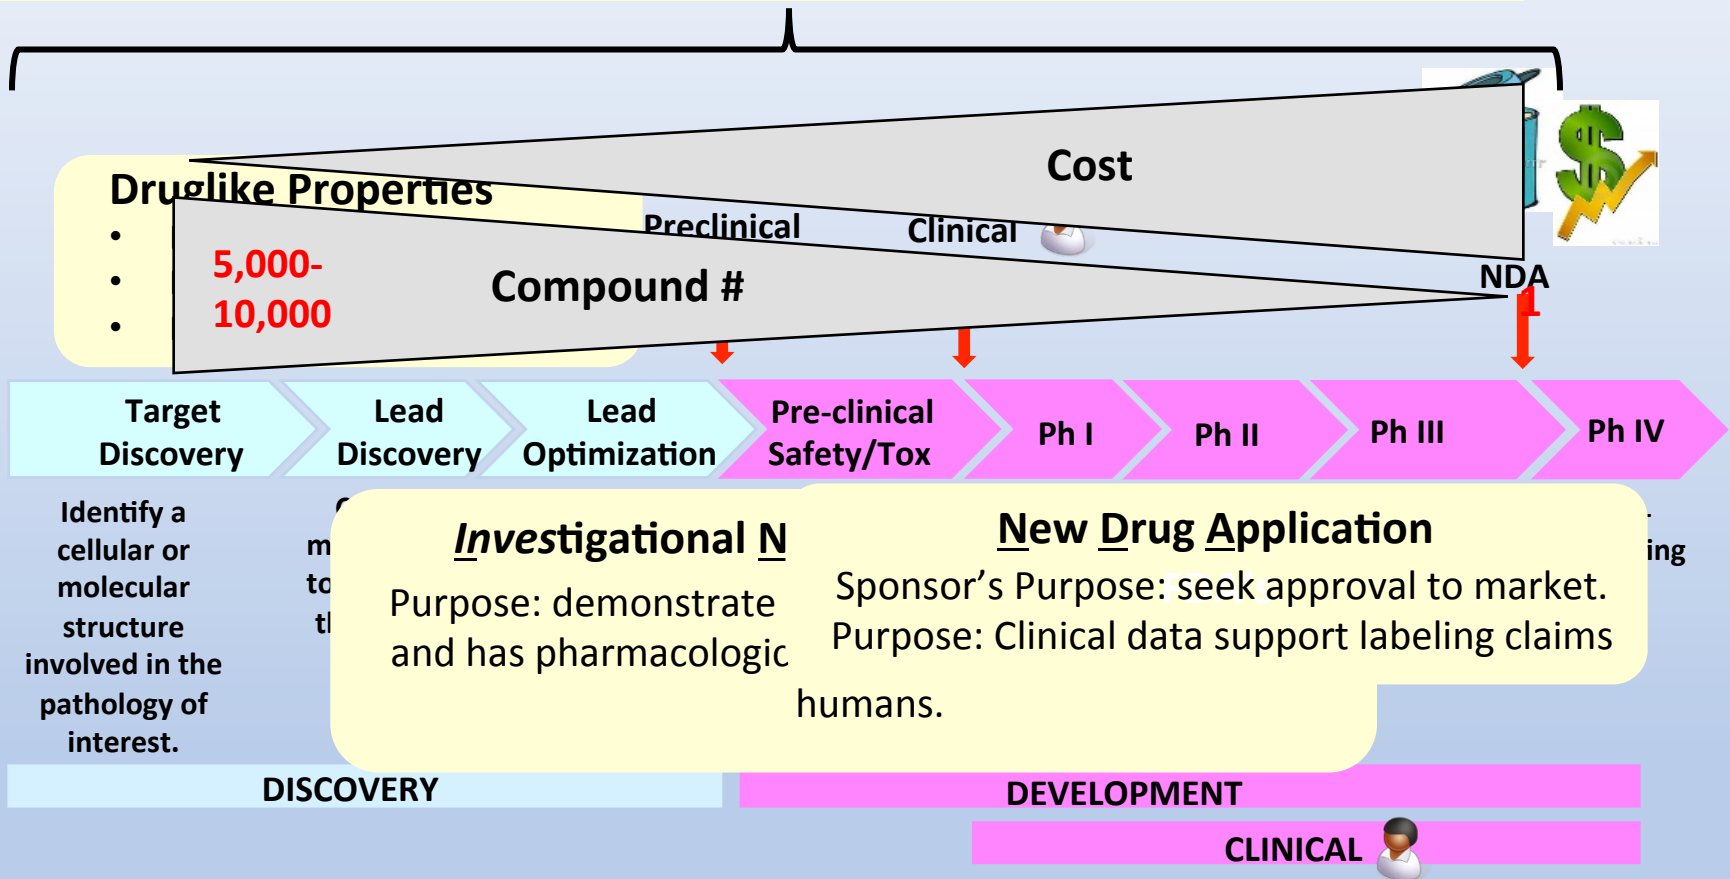 Cost
Druglike Properties
•
•
•
Preclinical
Clinical
5,000-
10,000
Compound #
NDA
1
Target
Discovery
Lead
Discovery
Lead
Optimization
Pre-clinical
Safety/Tox
Ph I
Ph II
Ph III
Ph IV
Identify a
cellular or
molecular
structure
involved in the
pathology of
interest.
Investigational N
Purpose: demonstrate
and has pharmacologic
humans.
New Drug Application
Sponsor's Purpose: seek approval to market.
Purpose: Clinical data support labeling claims
ing
DISCOVERY
DEVELOPMENT
CLINICAL